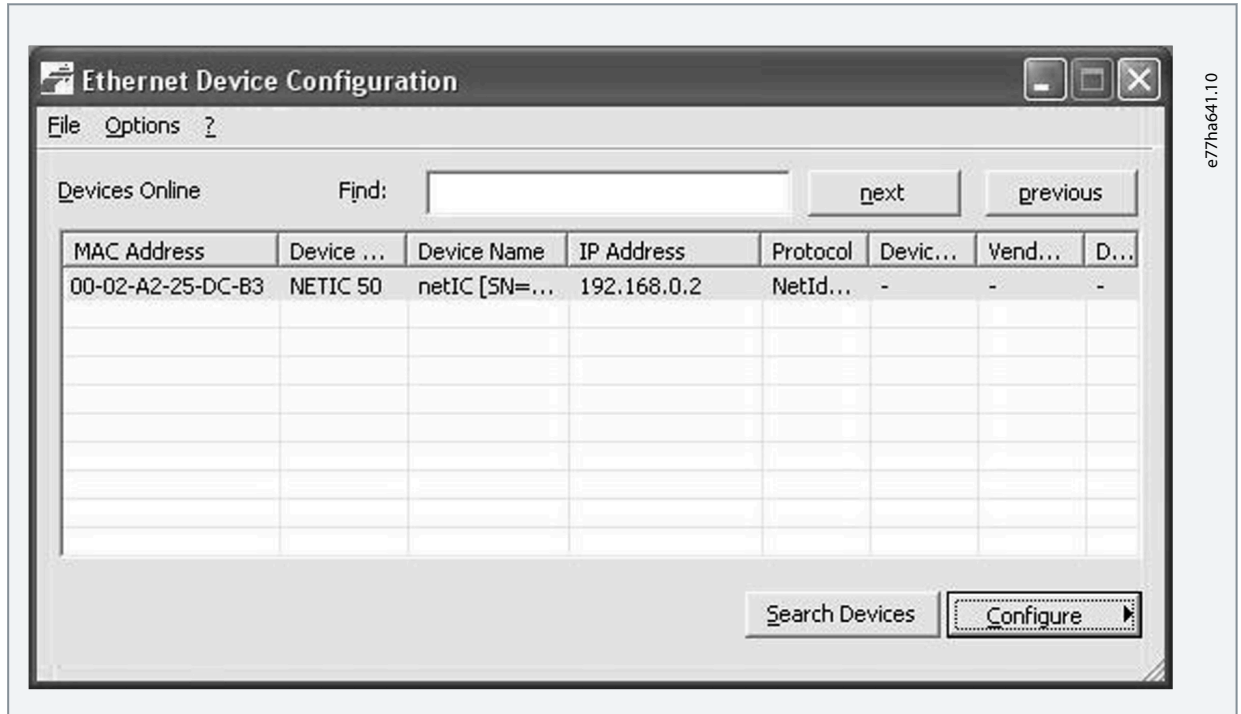 Ethernet Device Configuration
File Options ?
Devices Online Find: next previous
MAC Address Device ... Device Name IP Address Protocol Devic... Vend... D...
00-02-A2-25-DC-B3 NETIC 50 netIC [SN=... 192.168.0.2 NetId... - - -
Search Devices Configure
e77ha641.10